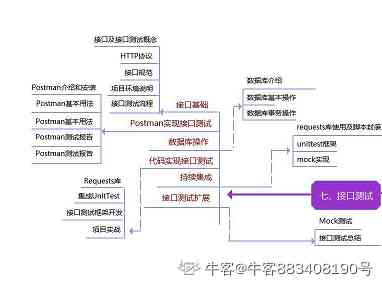 接口及接口测试概念
HTTP协议
接口规范
项目环境说明
接口测试流程
Postman介绍和安装
Postman基本用法
Postman基本用法
Postman测试报告
Postman测试报告
数据库介绍
数据库基本操作
数据库事务操作
接口基础
Postman实现接口测试
数据库操作
代码实现接口测试
持续集成
接口测试扩展
requests库使用及脚本封装
unittest框架
mock实现
Requests库
集成UnitTest
接口测试框架开发
项目实战
七、接口测试
Mock测试
接口测试总结
牛客@牛客883408190号